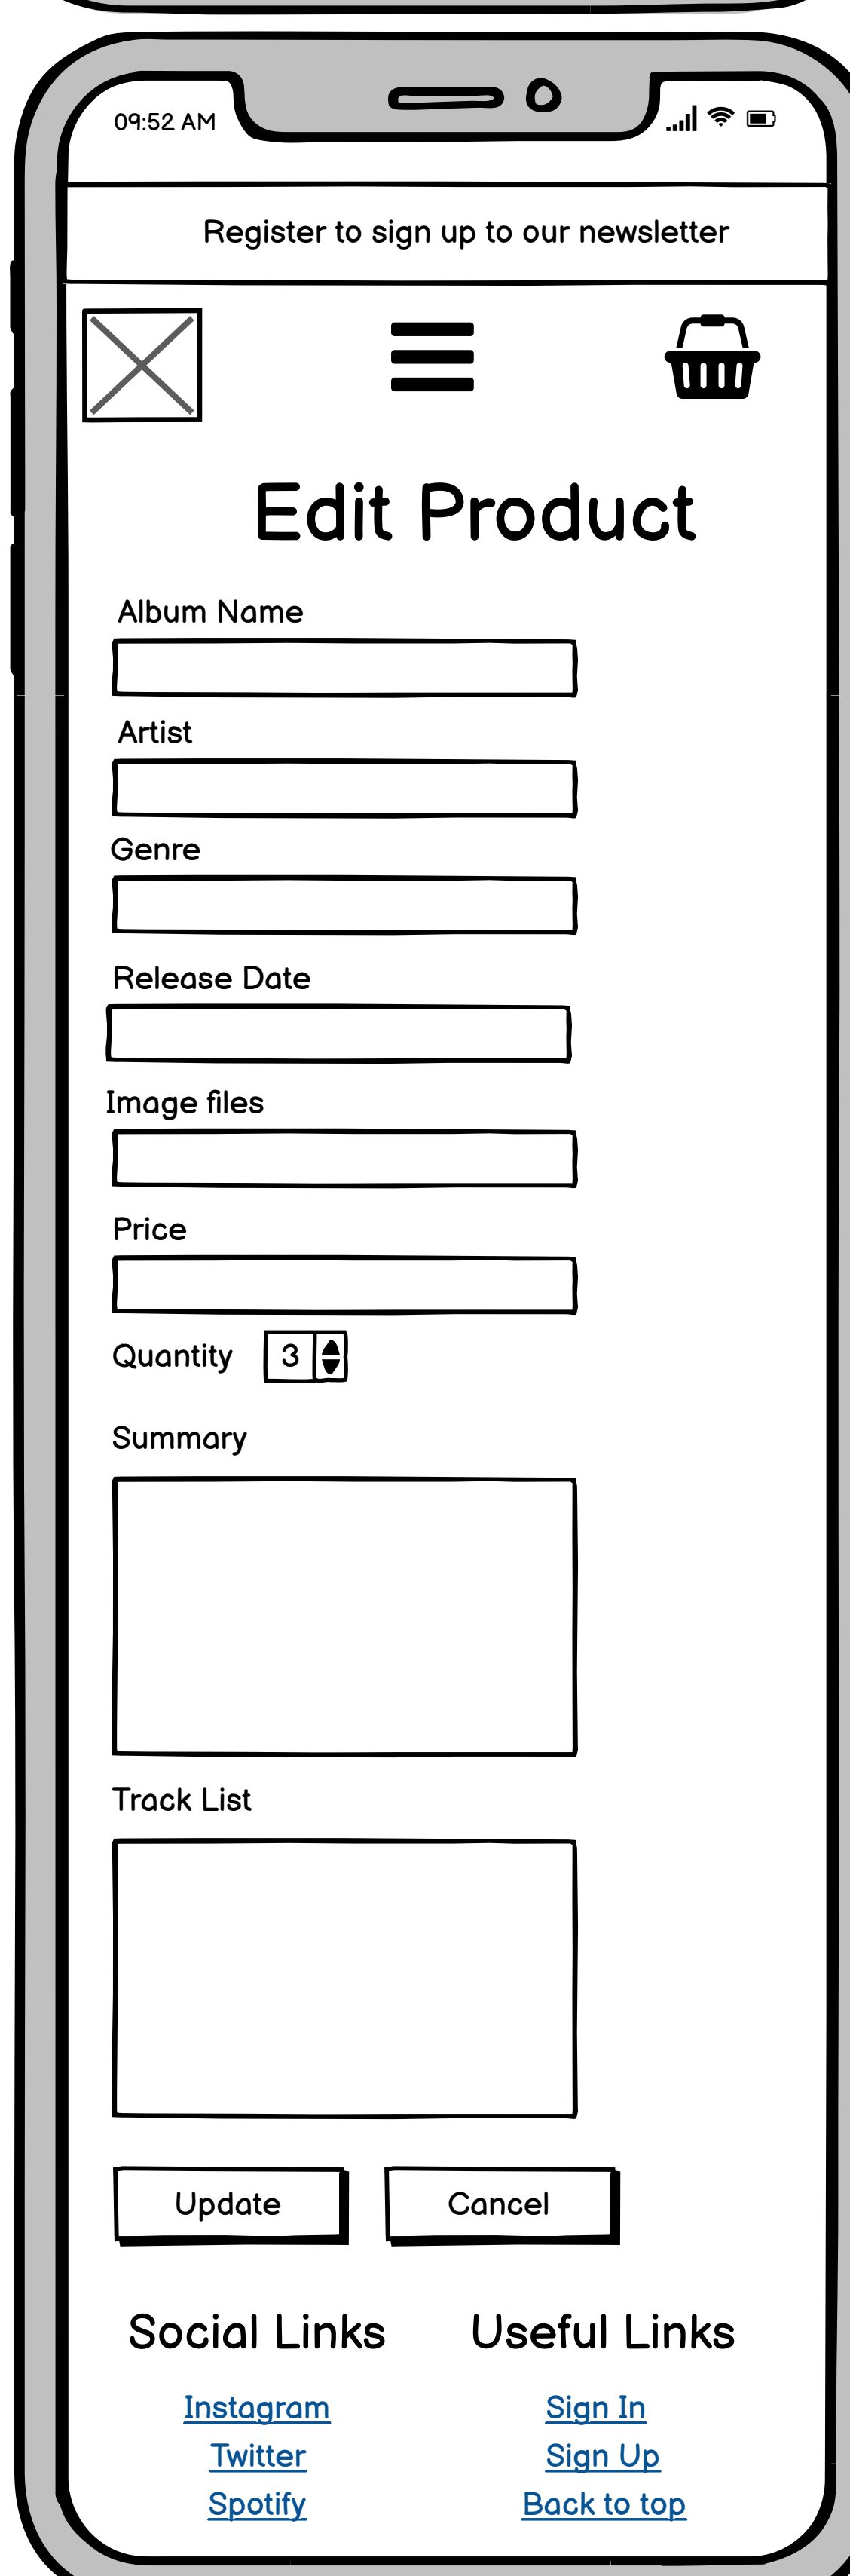 09:52 AM
Register to sign up to our newsletter
Edit Product
Album Name
Artist
Genre
Release Date
Image files
Price
Quantity 3
Summary
Track List
Update Cancel
Social Links Useful Links
Instagram Sign In
Twitter Sign Up
Spotify Back to top